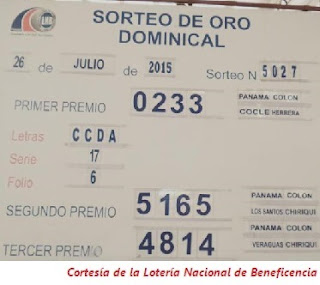 SORTEO DE ORO
DOMINICAL
26 de JULIO de 2015 Sorteo N 5027
PRIMER PREMIO 0233 PANAMA COLON
COCLE HERRERA
Letras CCDA
Serie 17
Folio 6
SEGUNDO PREMIO 5165 PANAMA COLON
LOS SANTOS CHIRIQUI
TERCER PREMIO 4814 PANAMA COLON
VERAGUAS CHIRIQUI
Cortesía de la Lotería Nacional de Beneficencia